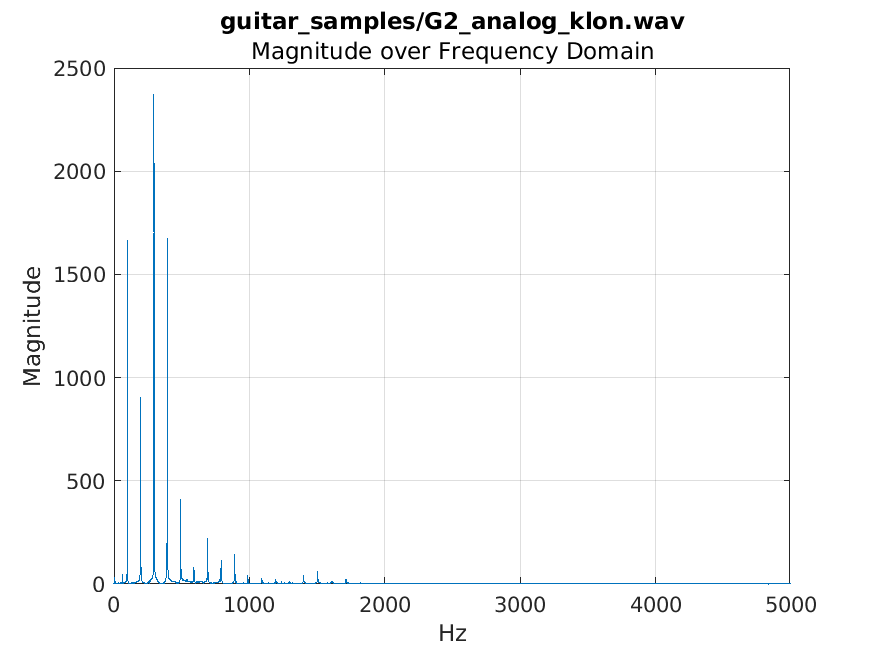 guitar_samples/G2_analog_klon.wav
Magnitude over Frequency Domain
2500
2000
1500
1000
500
0
Magnitude
0 1000 2000 3000 4000 5000
Hz